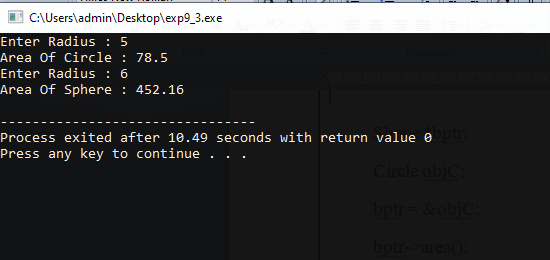 C:\Users\admin\Desktop\exp9_3.exe
Enter Radius : 5
Area Of Circle : 78.5
Enter Radius : 6
Area Of Sphere : 452.16
--------------------------------
Process exited after 10.49 seconds with return value 0
Press any key to continue . . .
{
bptr;
Circle objC;
bptr = &objC;
bptr->area();